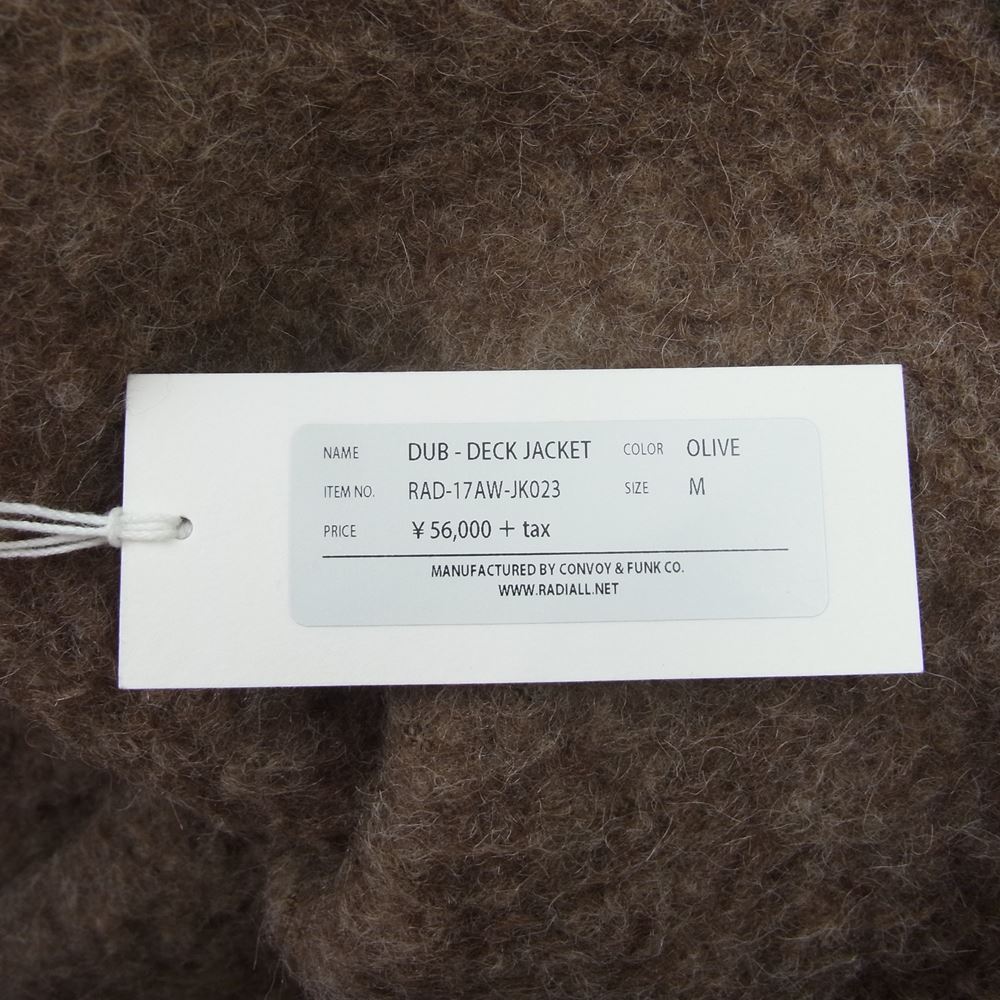 NAME DUB - DECK JACKET COLOR OLIVE
ITEM NO. RAD-17AW-JK023 SIZE M
PRICE ¥ 56,000 + tax
MANUFACTURED BY CONVOY & FUNK CO.
WWW.RADIALL.NET